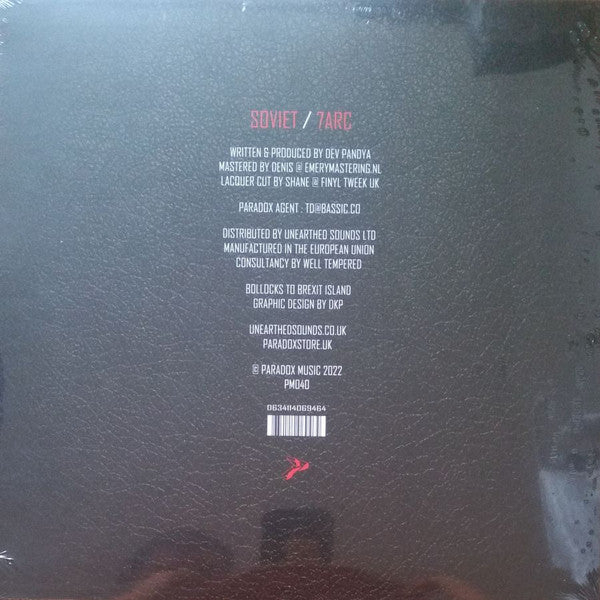 SOVIET / 7ARC
WRITTEN & PRODUCED BY DEV PANDYA
MASTERED BY DENIS @ EMERYMASTERING.NL
LACQUER CUT BY SHANE @ FINYL TWEEK UK
PARADOX AGENT : TD@BASSIC.CO
DISTRIBUTED BY UNEARTHED SOUNDS LTD
MANUFACTURED IN THE EUROPEAN UNION
CONSULTANCY BY WELL TEMPERED
BOLLOCKS TO BREXIT ISLAND
GRAPHIC DESIGN BY DKP
UNEARTHEDSOUNDS.CO.UK
PARADOXSTORE.UK
© PARADOX MUSIC 2022
PM040
0634114069464